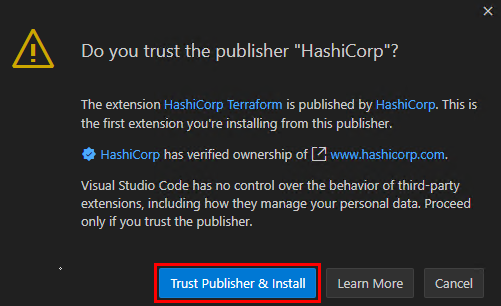 Do you trust the publisher "HashiCorp"?
The extension HashiCorp Terraform is published by HashiCorp. This is
the first extension you're installing from this publisher.
HashiCorp has verified ownership of www.hashicorp.com.
Visual Studio Code has no control over the behavior of third-party
extensions, including how they manage your personal data. Proceed
only if you trust the publisher.
Trust Publisher & Install Learn More Cancel